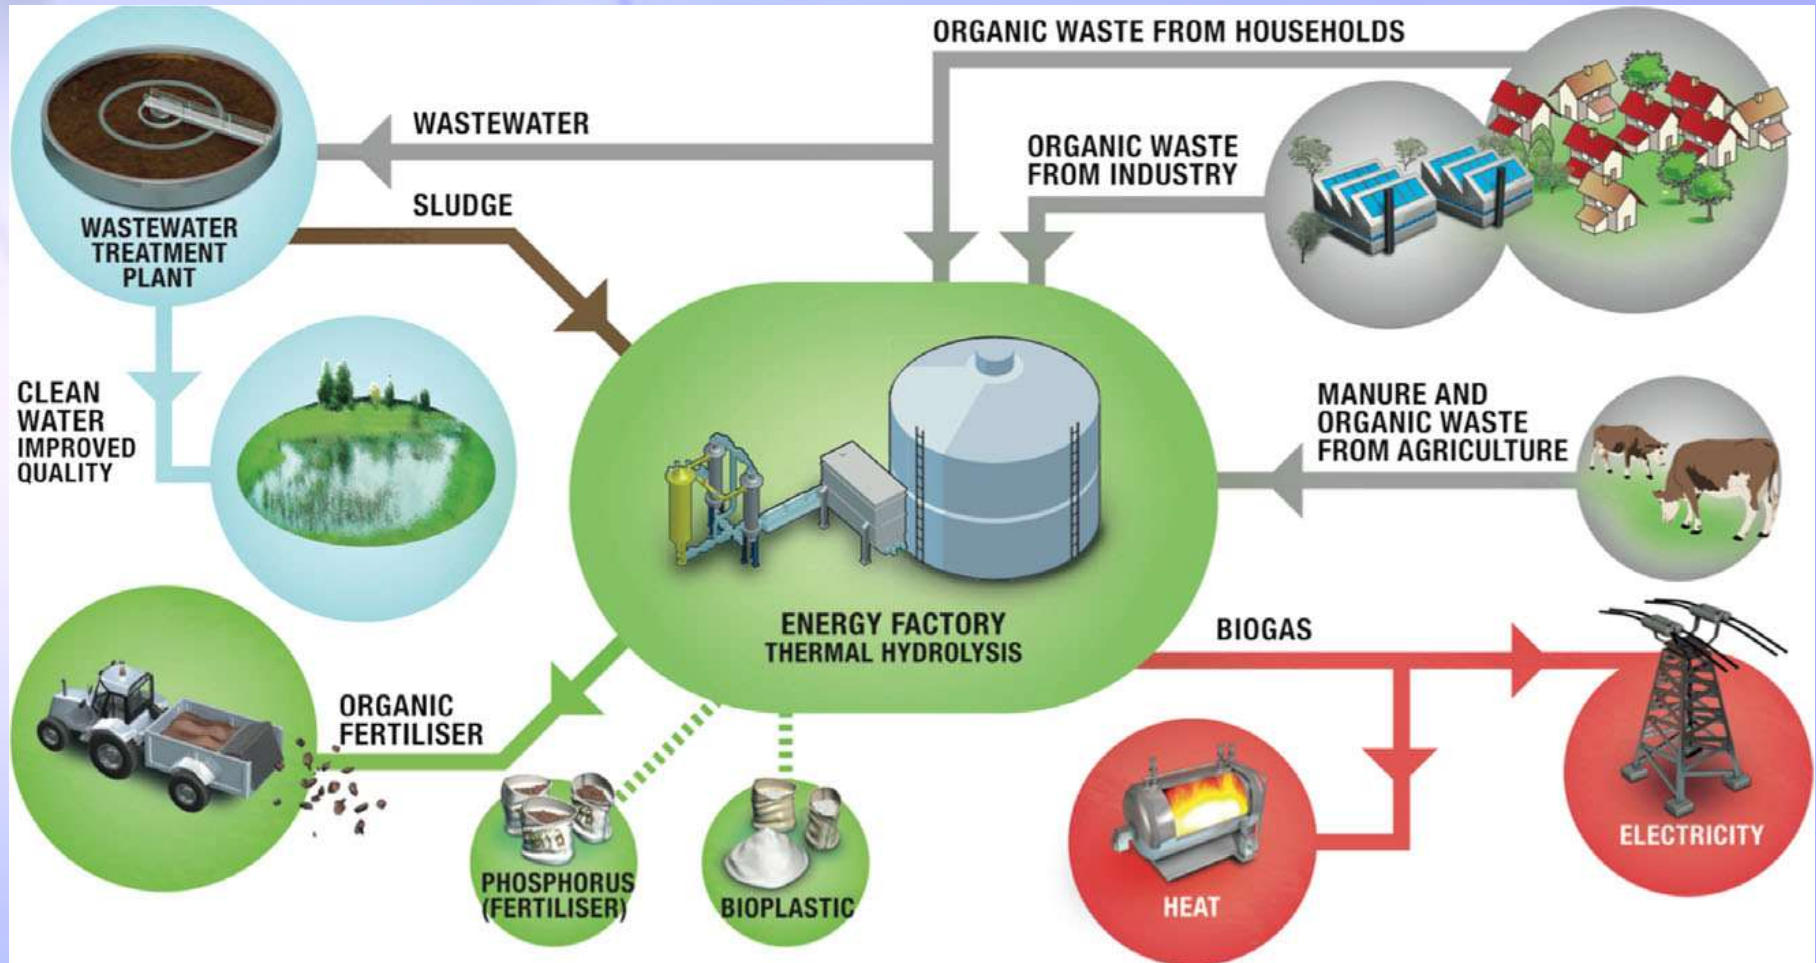 ORGANIC WASTE FROM HOUSEHOLDS
WASTEWATER
ORGANIC WASTE
FROM INDUSTRY
SLUDGE
WASTEWATER
TREATMENT
PLANT
CLEAN
WATER
IMPROVED
QUALITY
MANURE AND
ORGANIC WASTE
FROM AGRICULTURE
ENERGY FACTORY
THERMAL HYDROLYSIS
BIOGAS
ORGANIC
FERTILISER
PHOSPHORUS
(FERTILISER)
BIOPLASTIC
HEAT
ELECTRICITY